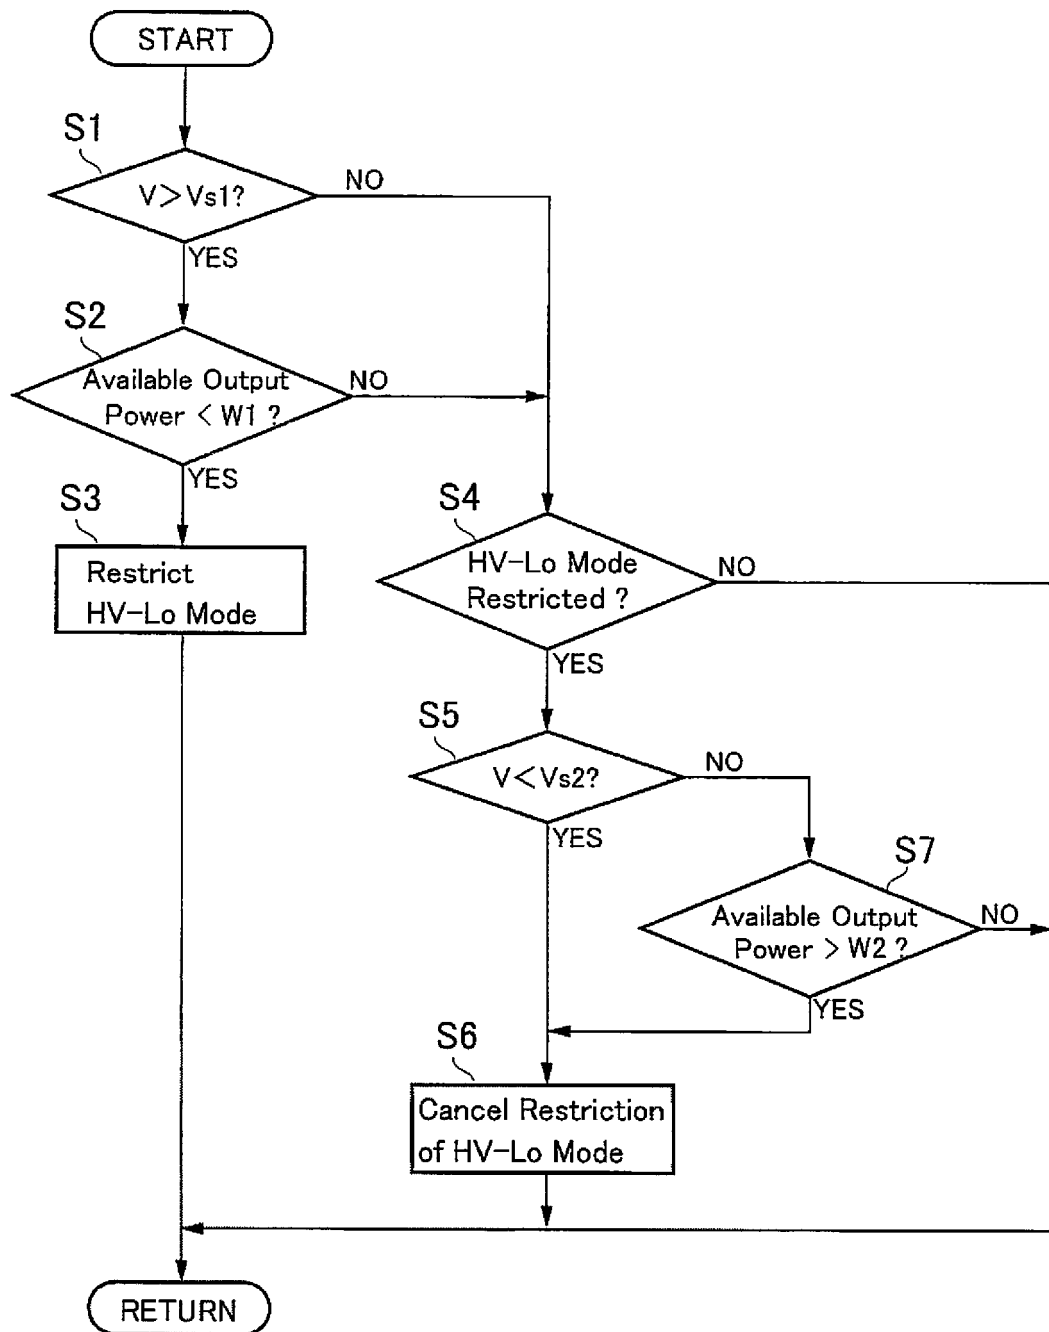 START
S1
V>Vs1?
NO
YES
S2
Available Output
Power < W1 ?
NO
YES
S3
Restrict
HV-Lo Mode
S4
HV-Lo Mode
Restricted ?
NO
YES
S5
V<Vs2?
NO
YES
S7
Available Output
Power > W2 ?
NO
YES
S6
Cancel Restriction
of HV-Lo Mode
RETURN